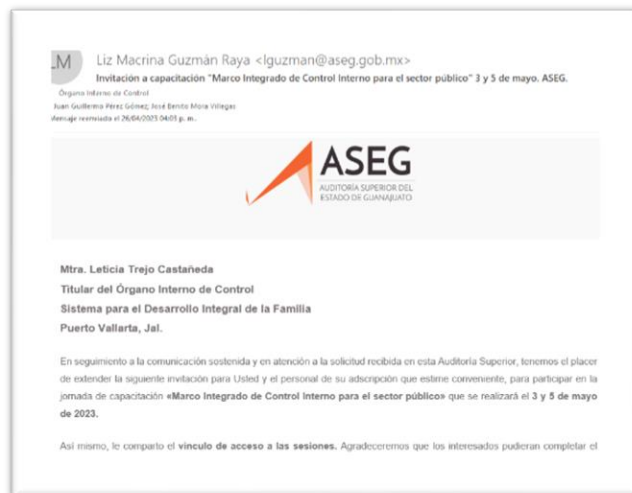 LM
Liz Macrina Guzmán Raya <lguzman@aseg.gob.mx>
Invitación a capacitación "Marco Integrado de Control Interno para el sector público" 3 y 5 de mayo. ASEG.
Órgano Interno de Control
Juan Guillermo Pérez Gómez; José Benito Mora Villegas
Mensaje reenviado el 26/04/2023 04:03 p. m..
ASEG
AUDITORÍA SUPERIOR DEL
ESTADO DE GUANAJUATO
Mtra. Leticia Trejo Castañeda
Titular del Órgano Interno de Control
Sistema para el Desarrollo Integral de la Familia
Puerto Vallarta, Jal.
En seguimiento a la comunicación sostenida y en atención a la solicitud recibida en esta Auditoría Superior, tenemos el placer
de extender la siguiente invitación para Usted y el personal de su adscripción que estime conveniente, para participar en la
jornada de capacitación «Marco Integrado de Control Interno para el sector público» que se realizará el 3 y 5 de mayo
de 2023.
Así mismo, le comparto el vínculo de acceso a las sesiones. Agradeceremos que los interesados pudieran completar el